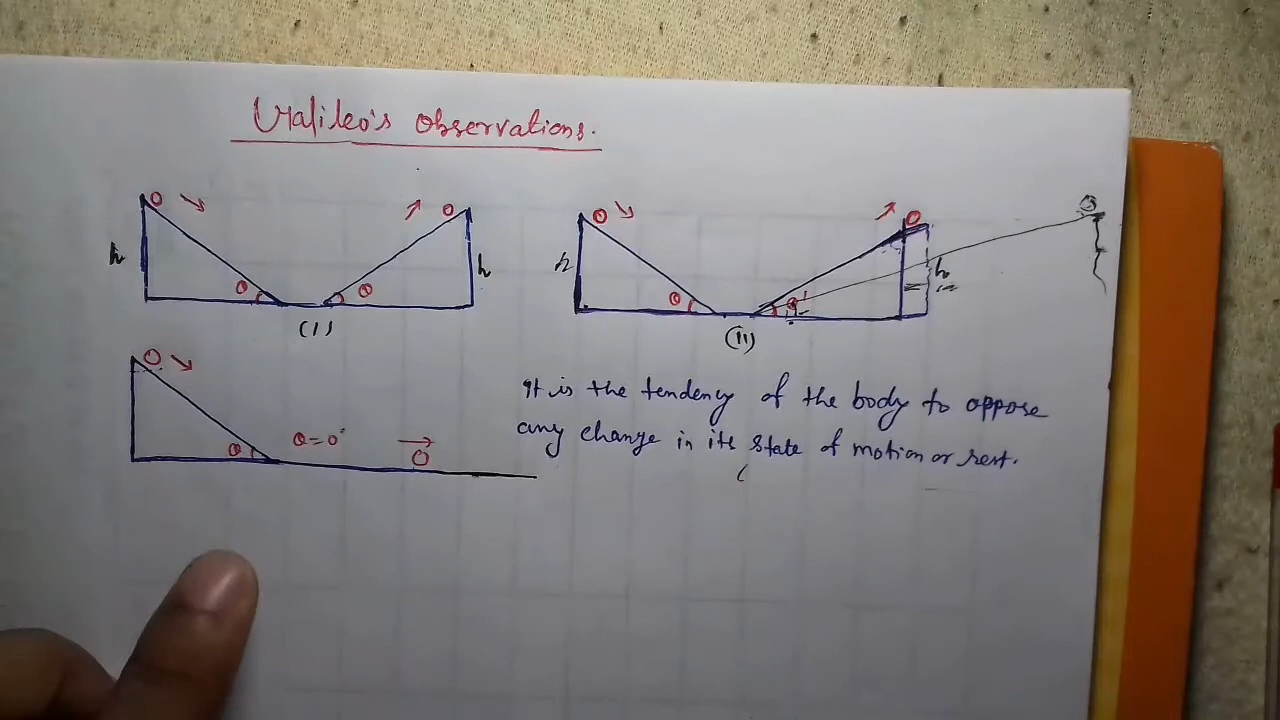 Galileo's observations.
h θ θ h
(I)
h θ θ' h
(II)
θ θ=0°
It is the tendency of the body to oppose
any change in its state of motion or rest.